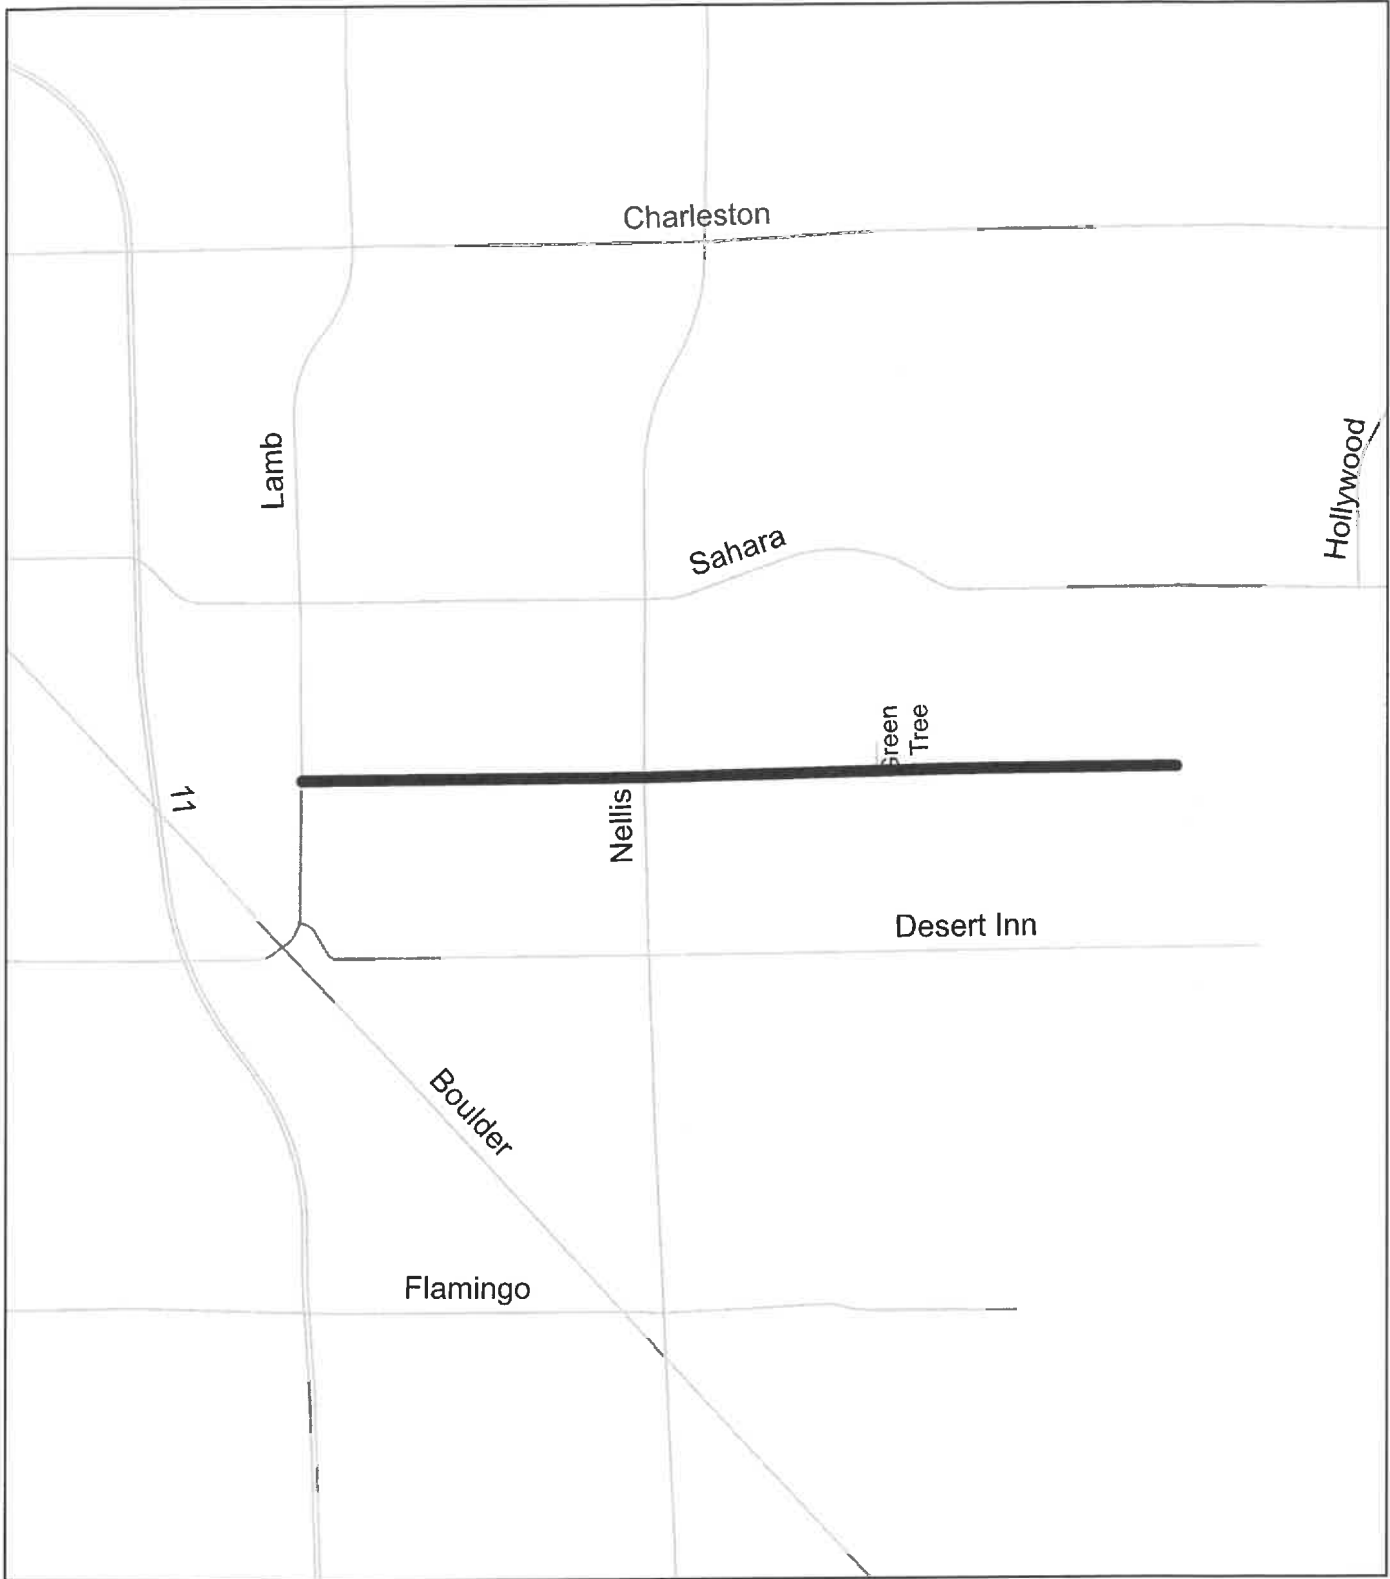 Charleston
Lamb
Hollywood
Sahara
Green
Tree
11
Nellis
Desert Inn
Boulder
Flamingo